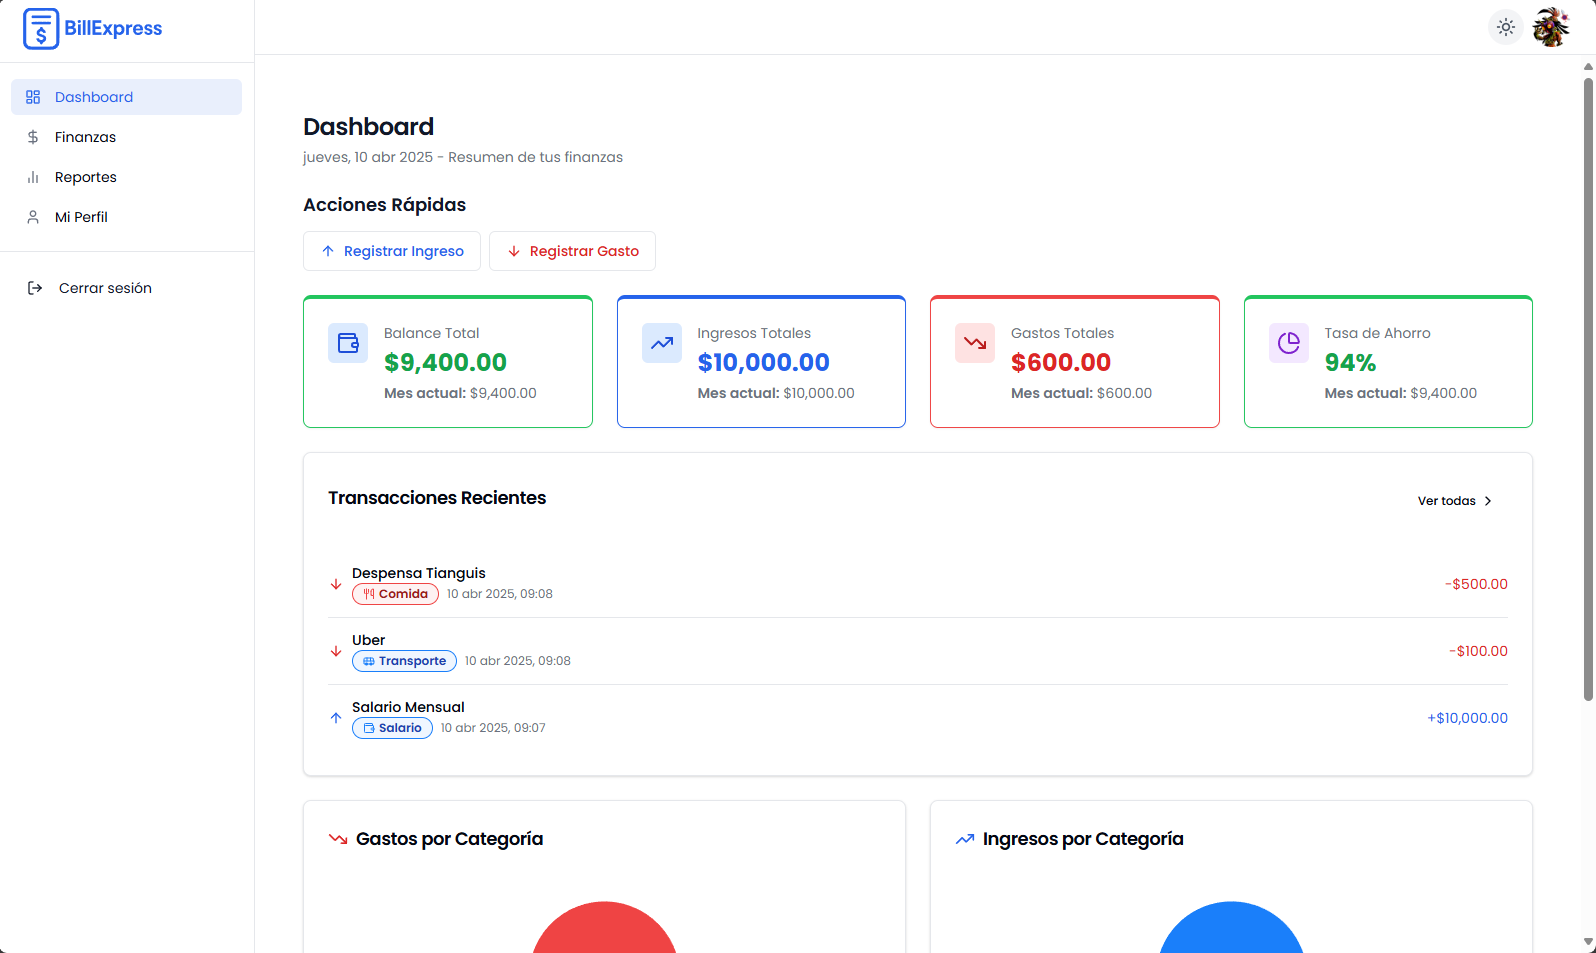 BillExpress
Dashboard
Finanzas
Reportes
Mi Perfil
Cerrar sesión
Dashboard
jueves, 10 abr 2025 - Resumen de tus finanzas
Acciones Rápidas
Registrar Ingreso
Registrar Gasto
Balance Total
$9,400.00
Mes actual: $9,400.00
Ingresos Totales
$10,000.00
Mes actual: $10,000.00
Gastos Totales
$600.00
Mes actual: $600.00
Tasa de Ahorro
94%
Mes actual: $9,400.00
Transacciones Recientes
Ver todas
Despensa Tianguis
Comida 10 abr 2025, 09:08
-$500.00
Uber
Transporte 10 abr 2025, 09:08
-$100.00
Salario Mensual
Salario 10 abr 2025, 09:07
+$10,000.00
Gastos por Categoría
Ingresos por Categoría